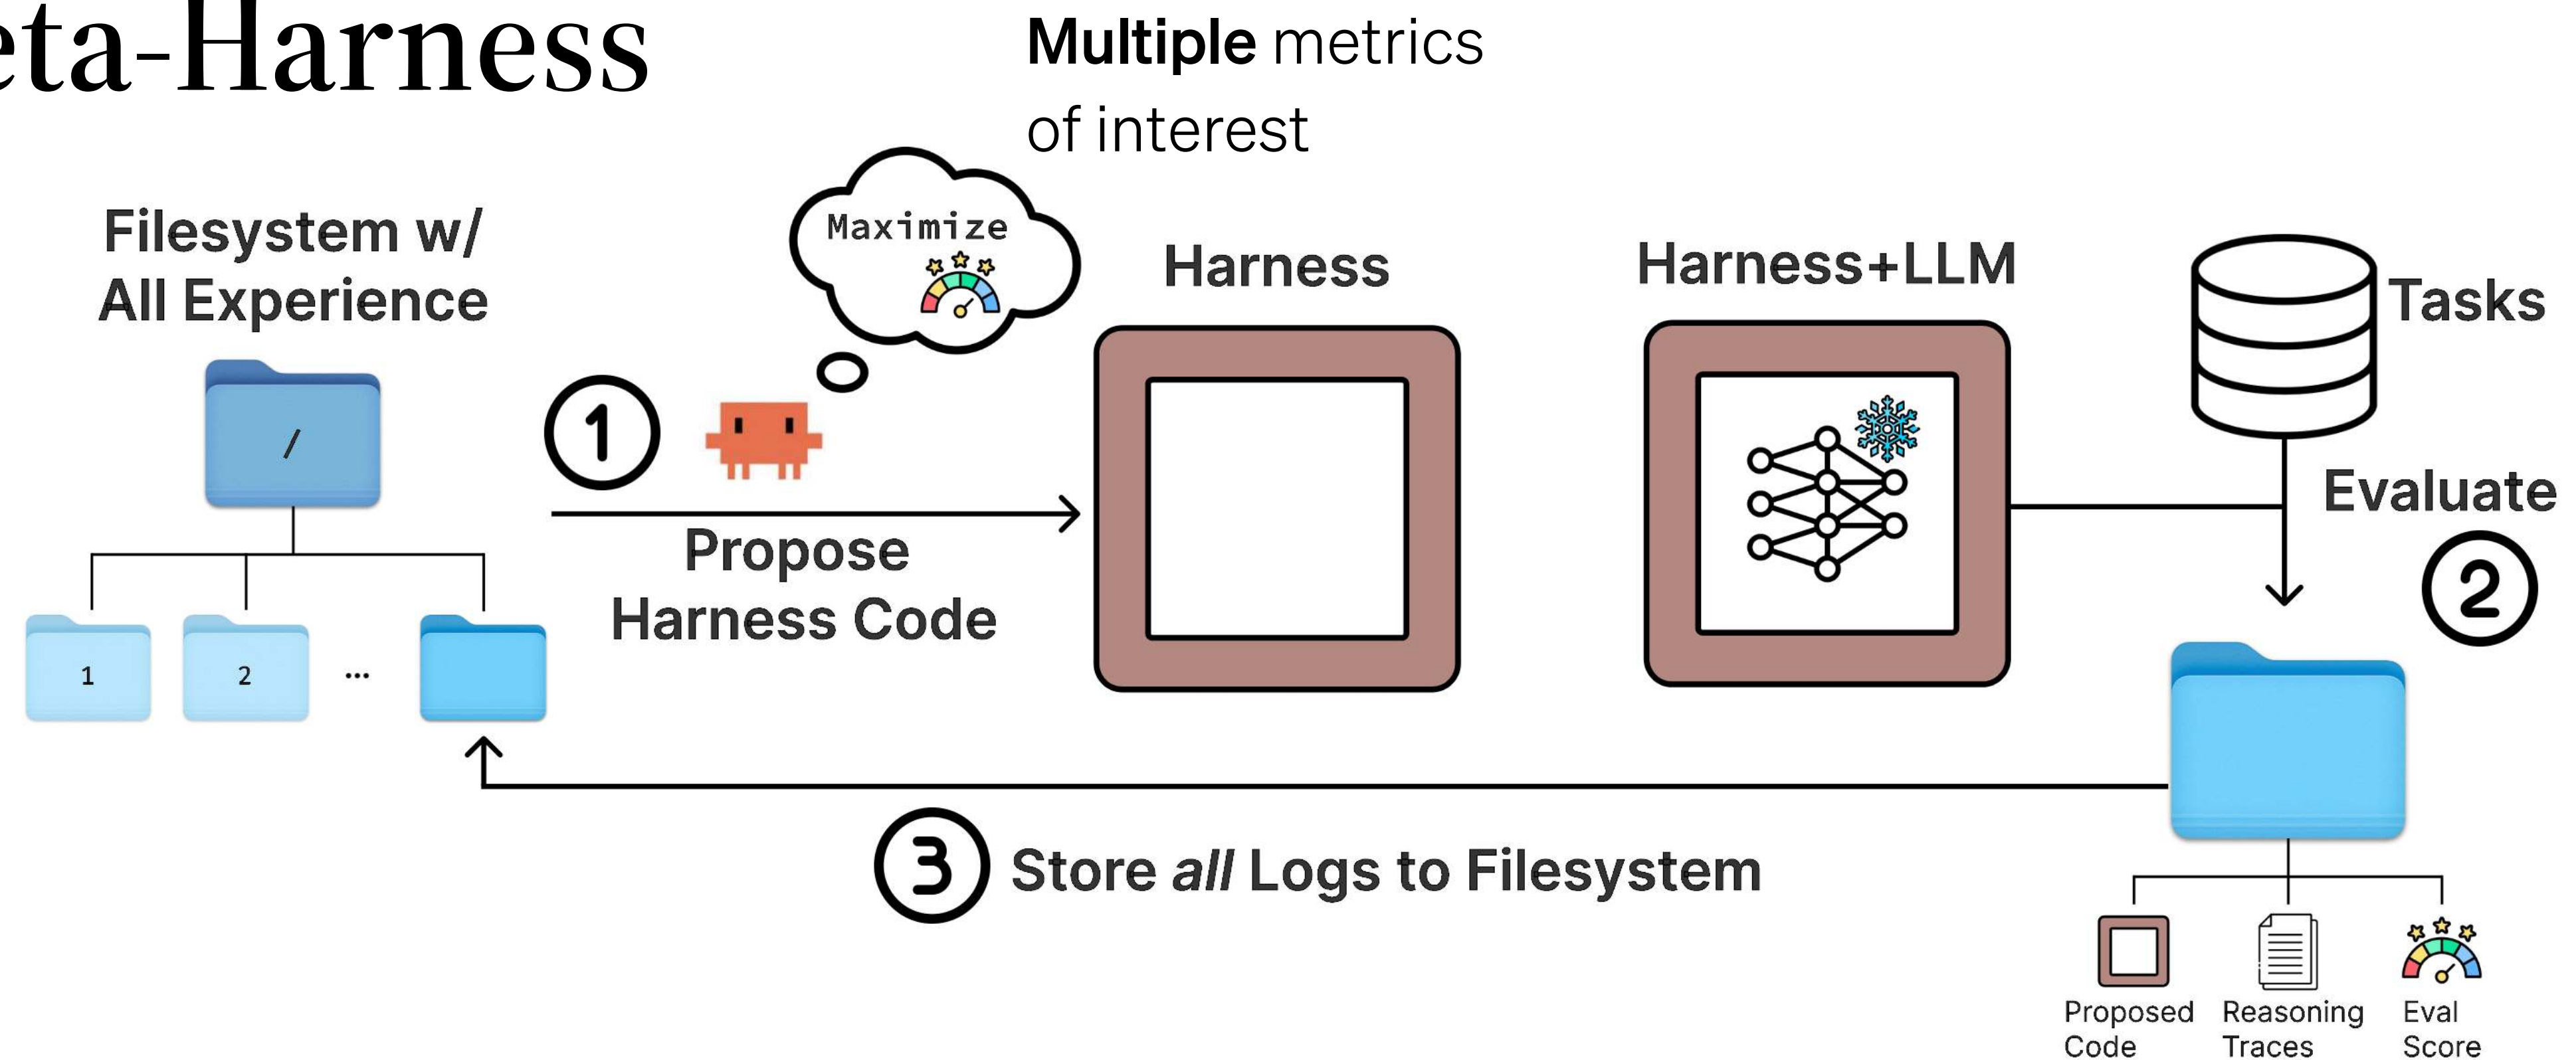 eta-Harness
Multiple metrics
of interest
Filesystem w/
All Experience
/
1
2
...
1
Maximize
Propose
Harness Code
Harness
Harness+LLM
Tasks
Evaluate
2
3
Store all Logs to Filesystem
Proposed
Code
Reasoning
Traces
Eval
Score